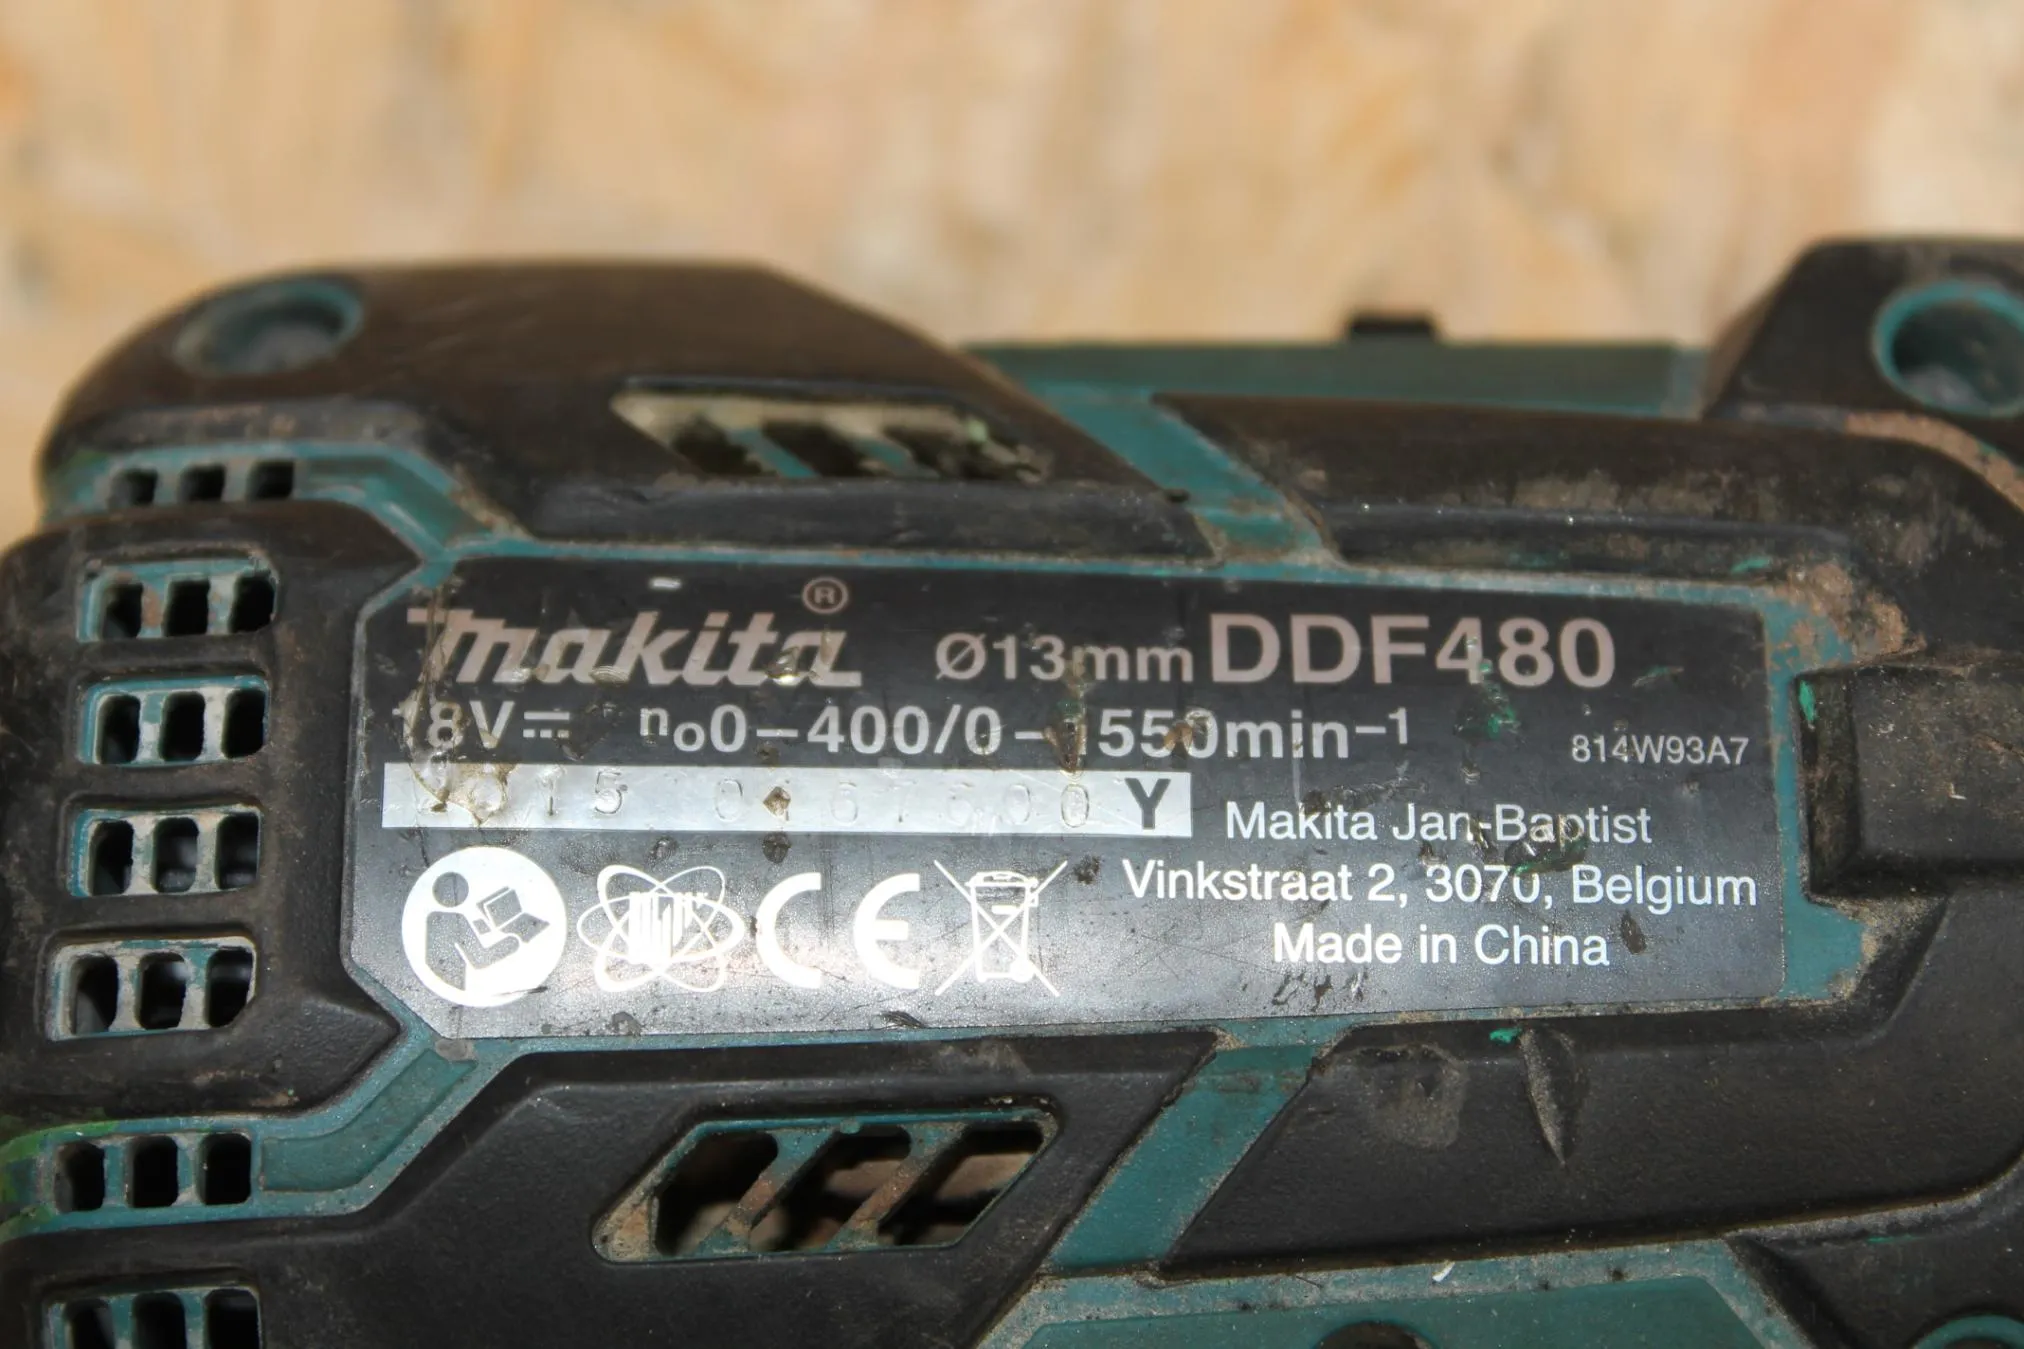 makita® Ø13mm DDF480
18V⎓ n₀0–400/0–1550min⁻¹
814W93A7
Y
Makita Jan-Baptist
Vinkstraat 2, 3070, Belgium
Made in China
CE